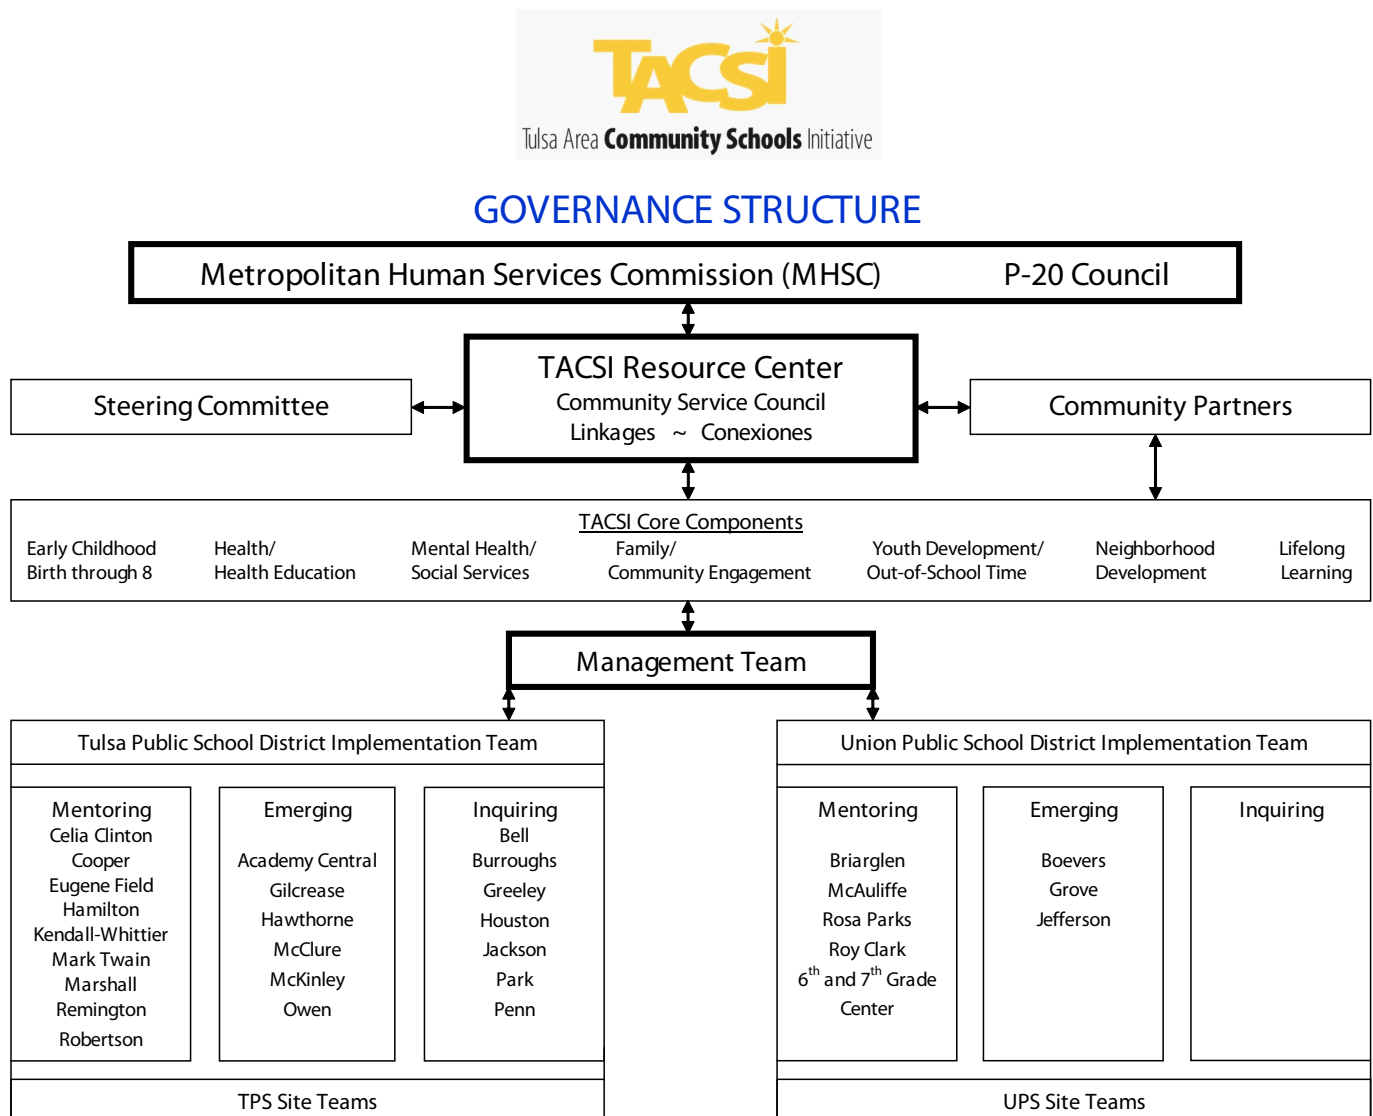 TACSI
Tulsa Area Community Schools Initiative
GOVERNANCE STRUCTURE
Metropolitan Human Services Commission (MHSC) P-20 Council
TACSI Resource Center
Community Service Council
Linkages ~ Conexiones
Steering Committee
Community Partners
TACSI Core Components
Early Childhood
Birth through 8
Health/
Health Education
Mental Health/
Social Services
Family/
Community Engagement
Youth Development/
Out-of-School Time
Neighborhood
Development
Lifelong
Learning
Management Team
Tulsa Public School District Implementation Team
Mentoring
Celia Clinton
Cooper
Eugene Field
Hamilton
Kendall-Whittier
Mark Twain
Marshall
Remington
Robertson
Emerging
Academy Central
Gilcrease
Hawthorne
McClure
McKinley
Owen
Inquiring
Bell
Burroughs
Greeley
Houston
Jackson
Park
Penn
TPS Site Teams
Union Public School District Implementation Team
Mentoring
Briarglen
McAuliffe
Rosa Parks
Roy Clark
6th and 7th Grade
Center
Emerging
Boevers
Grove
Jefferson
Inquiring
UPS Site Teams